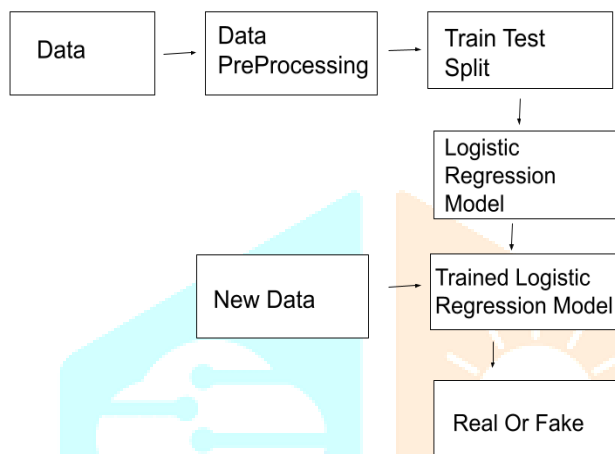 Data
Data
PreProcessing
Train Test
Split
Logistic
Regression
Model
New Data
Trained Logistic
Regression Model
Real Or Fake